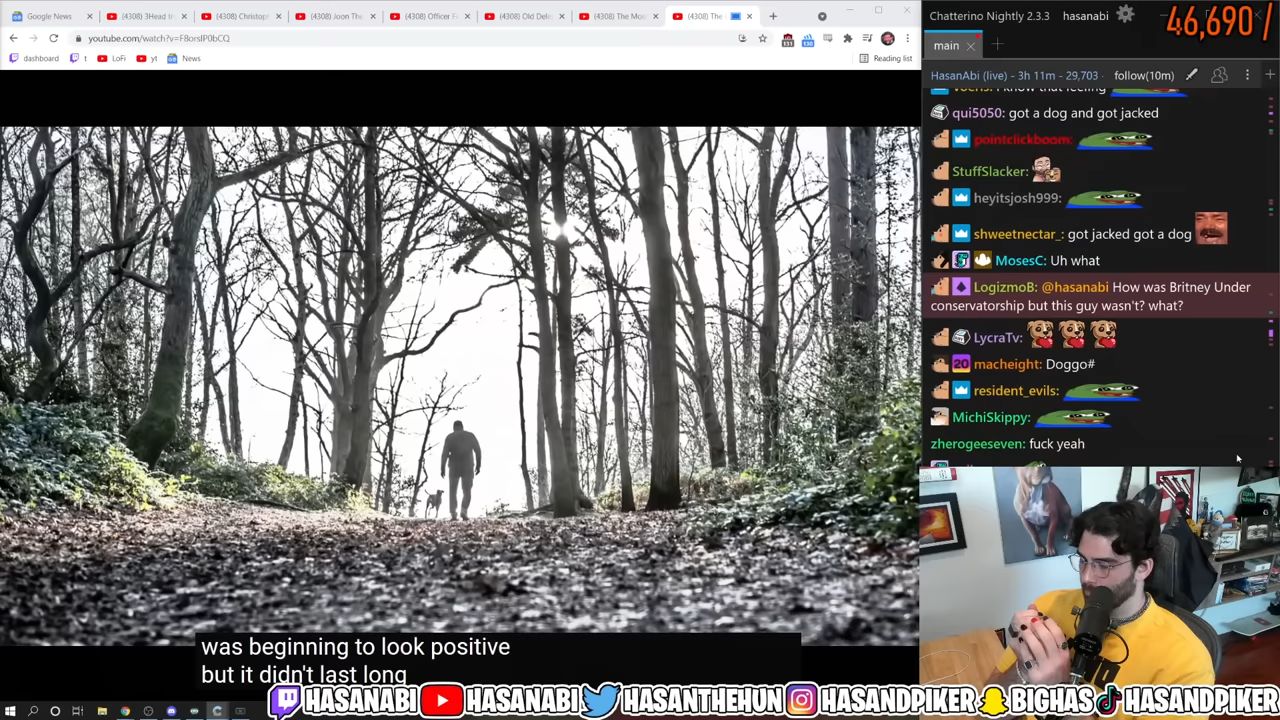 Google News
(4308) 3Head tr
(4308) Christop
(4308) Joon The
(4308) Officer F
(4308) Old Dele
(4308) The Mos
(4308) The
youtube.com/watch?v=F8orsIP0bCQ
dashboard
t
LoFi
yt
News
Reading list
was beginning to look positive
but it didn't last long
Chatterino Nightly 2.3.3
hasanabi
46,690 /
main
HasanAbi (live) - 3h 11m - 29,703 -
follow(10m)
I know that feeling
qui5050: got a dog and got jacked
pointclickboom:
StuffSlacker:
heyitsjosh999:
shweetnectar_: got jacked got a dog
MosesC: Uh what
LogizmoB: @hasanabi How was Britney Under
conservatorship but this guy wasn't? what?
LycraTv:
20 macheight: Doggo#
resident_evils:
MichiSkippy:
zherogeeseven: fuck yeah
HASANABI
HASANABI
HASANTHEHUN
HASANDPIKER
BIGHAS
HASANDPIKER